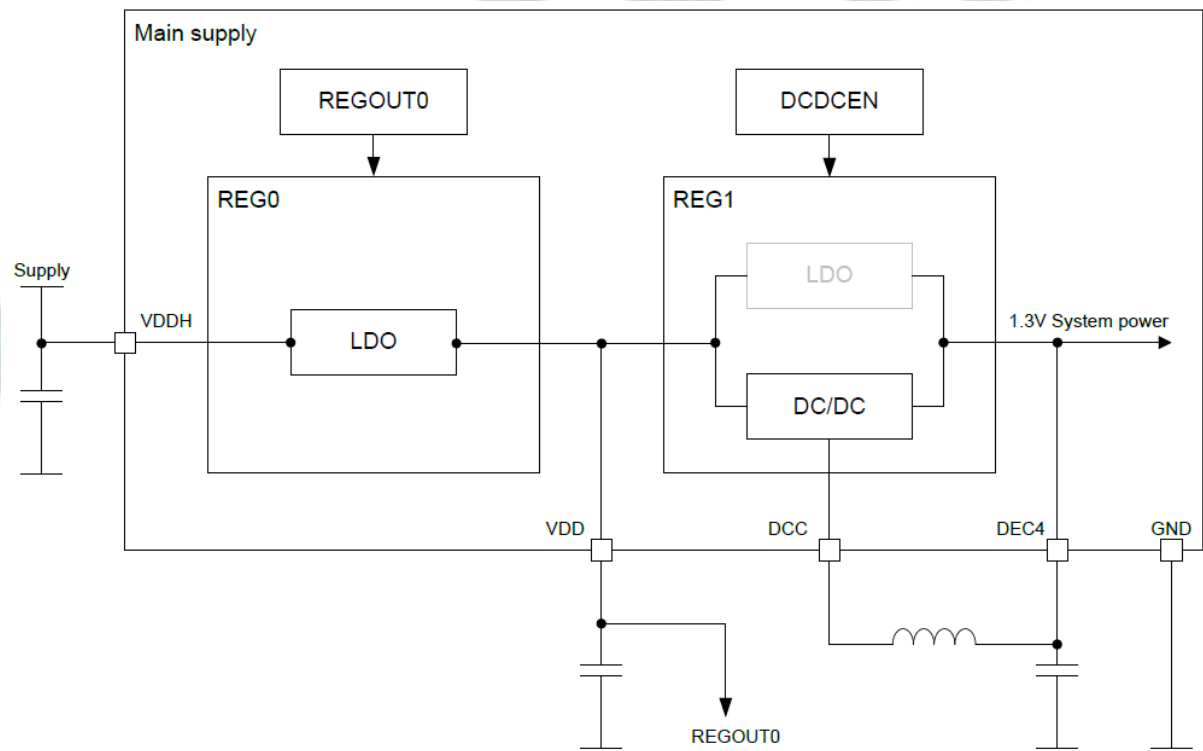 Main supply
REGOUT0
DCDCEN
REG0
REG1
LDO
Supply
VDDH
LDO
1.3V System power
DC/DC
VDD
DCC
DEC4
GND
REGOUT0